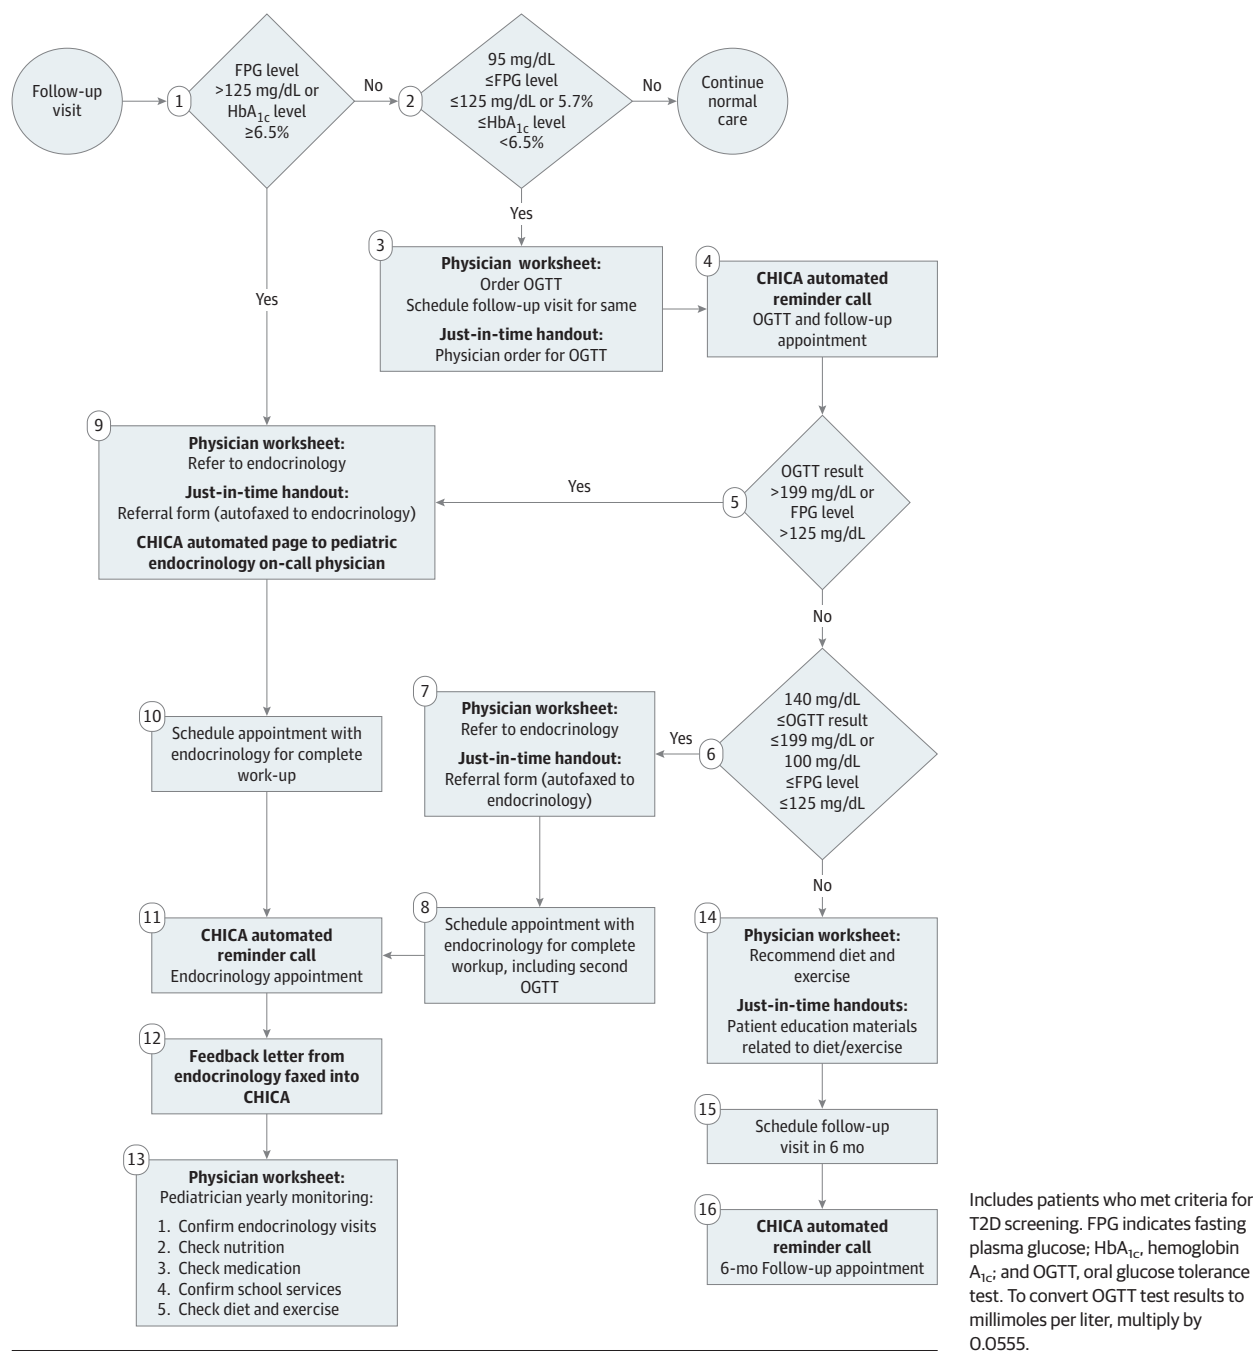 Follow-up
visit
1
FPG level
>125 mg/dL or
HbA1c level
≥6.5%
No
2
95 mg/dL
≤FPG level
≤125 mg/dL or 5.7%
≤HbA1c level
<6.5%
No
Continue
normal
care
Yes
Yes
3
Physician worksheet:
Order OGTT
Schedule follow-up visit for same
Just-in-time handout:
Physician order for OGTT
4
CHICA automated
reminder call
OGTT and follow-up
appointment
9
Physician worksheet:
Refer to endocrinology
Just-in-time handout:
Referral form (autofaxed to endocrinology)
CHICA automated page to pediatric
endocrinology on-call physician
Yes
5
OGTT result
>199 mg/dL or
FPG level
>125 mg/dL
No
10
Schedule appointment with
endocrinology for complete
work-up
7
Physician worksheet:
Refer to endocrinology
Just-in-time handout:
Referral form (autofaxed to
endocrinology)
Yes
6
140 mg/dL
≤OGTT result
≤199 mg/dL or
100 mg/dL
≤FPG level
≤125 mg/dL
No
11
CHICA automated
reminder call
Endocrinology appointment
8
Schedule appointment with
endocrinology for complete
workup, including second
OGTT
14
Physician worksheet:
Recommend diet and
exercise
Just-in-time handouts:
Patient education materials
related to diet/exercise
12
Feedback letter from
endocrinology faxed into
CHICA
15
Schedule follow-up
visit in 6 mo
13
Physician worksheet:
Pediatrician yearly monitoring:
1. Confirm endocrinology visits
2. Check nutrition
3. Check medication
4. Confirm school services
5. Check diet and exercise
16
CHICA automated
reminder call
6-mo Follow-up appointment
Includes patients who met criteria for
T2D screening. FPG indicates fasting
plasma glucose; HbA1c, hemoglobin
A1c; and OGTT, oral glucose tolerance
test. To convert OGTT test results to
millimoles per liter, multiply by
0.0555.